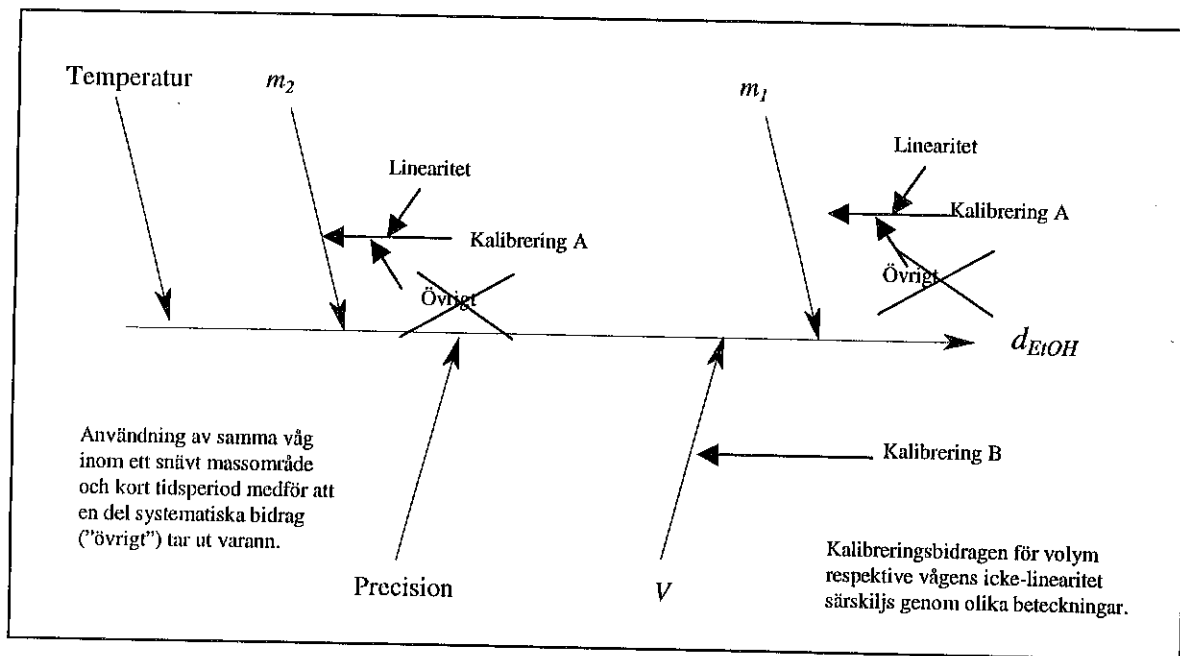 Temperatur
m2
m1
Linearitet
Linearitet
Kalibrering A
Kalibrering A
Övrigt
Övrigt
dEtOH
Användning av samma våg
inom ett snävt massområde
och kort tidsperiod medför att
en del systematiska bidrag
("övrigt") tar ut varann.
Kalibrering B
Precision
V
Kalibreringsbidragen för volym
respektive vågens icke-linearitet
särskiljs genom olika beteckningar.